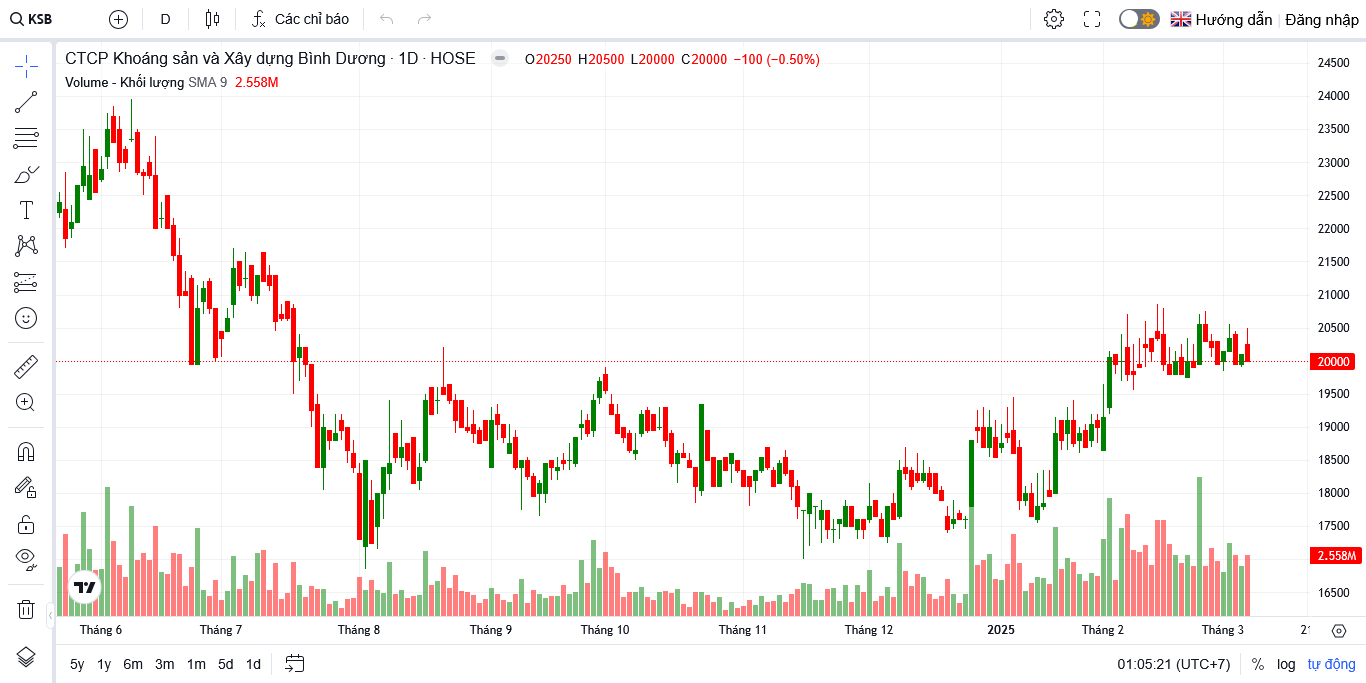 KSB D Các chỉ báo Hướng dẫn Đăng nhập
CTCP Khoáng sản và Xây dựng Bình Dương · 1D · HOSE O20250 H20500 L20000 C20000 −100 (−0.50%)
Volume - Khối lượng SMA 9 2.558M
24500
24000
23500
23000
22500
22000
21500
21000
20500
20000
19500
19000
18500
18000
17500
2.558M
16500
Tháng 6 Tháng 7 Tháng 8 Tháng 9 Tháng 10 Tháng 11 Tháng 12 2025 Tháng 2 Tháng 3 21
5y 1y 6m 3m 1m 5d 1d 01:05:21 (UTC+7) % log tự động